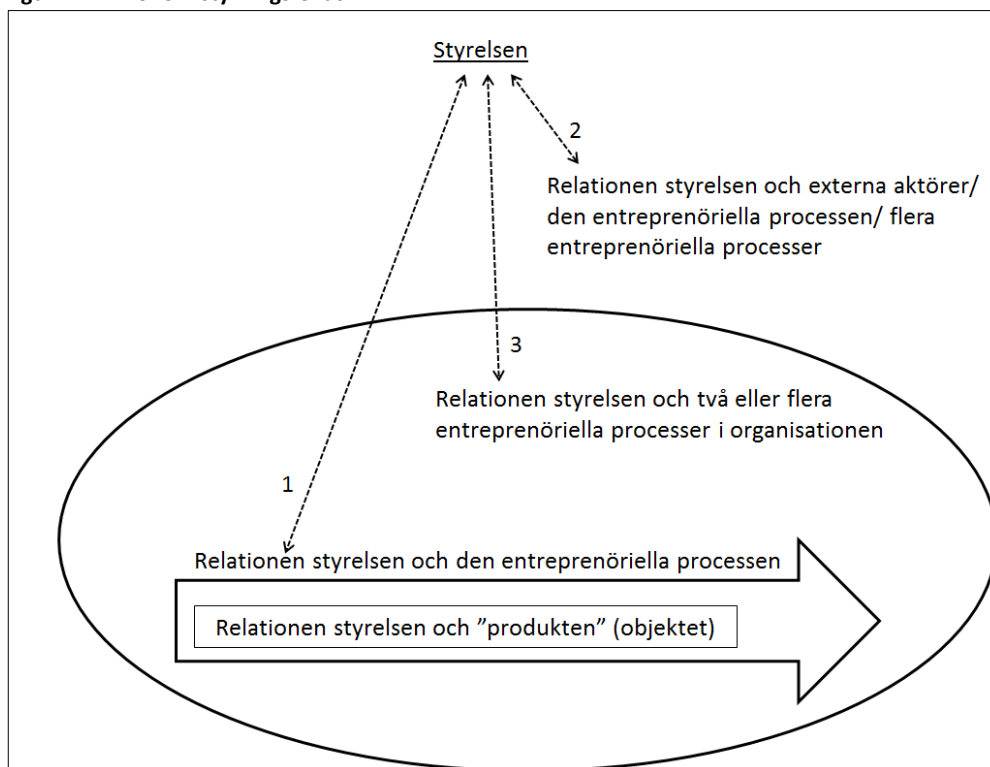 Styrelsen
2
Relationen styrelsen och externa aktörer/
den entreprenöriella processen/ flera
entreprenöriella processer
3
Relationen styrelsen och två eller flera
entreprenöriella processer i organisationen
1
Relationen styrelsen och den entreprenöriella processen
Relationen styrelsen och ”produkten” (objektet)